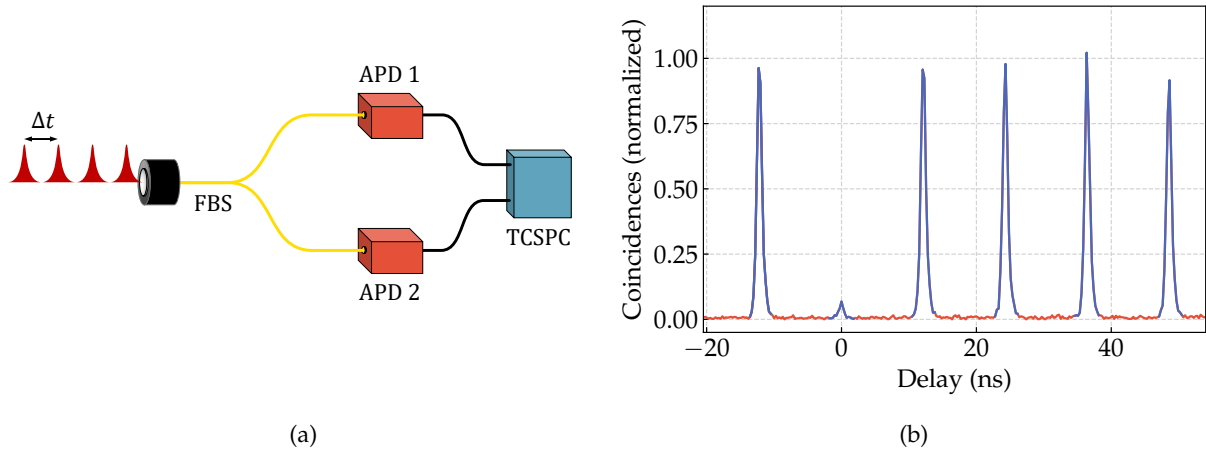 Δt
FBS
APD 1
APD 2
TCSPC
(a)
Coincidences (normalized)
1.00
0.75
0.50
0.25
0.00
−20
0
20
40
Delay (ns)
(b)